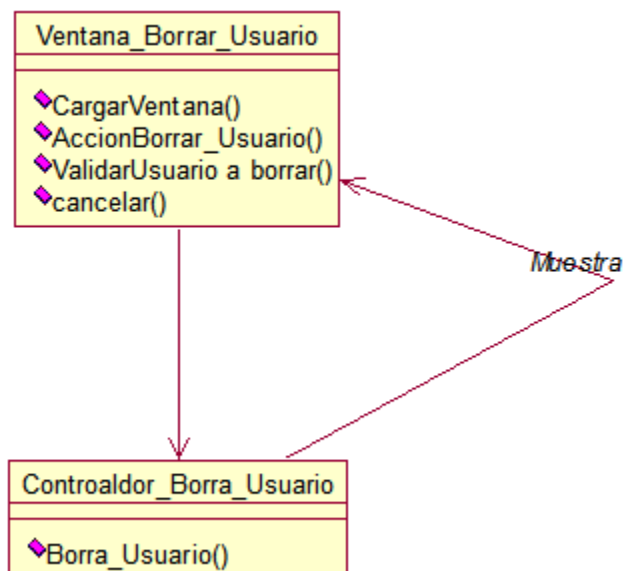 Ventana_Borrar_Usuario
CargarVentana()
AccionBorrar_Usuario()
ValidarUsuario a borrar()
cancelar()
Muestra
Controaldor_Borra_Usuario
Borra_Usuario()